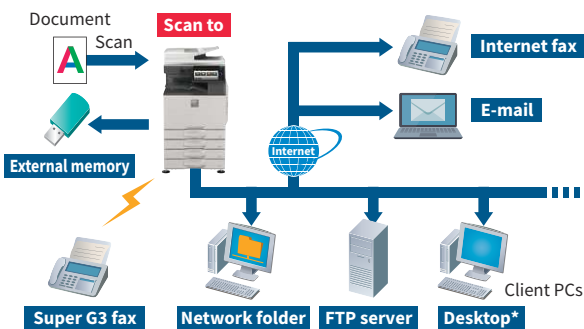 Document
Scan
A
Scan to
Internet fax
E-mail
External memory
Internet
Client PCs
Super G3 fax
Network folder
FTP server
Desktop*